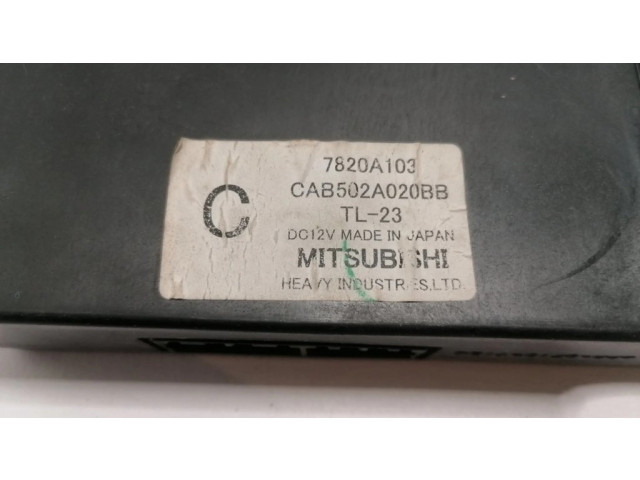 7820A103
C
CAB502A020BB
TL-23
DC12V MADE IN JAPAN
MITSUBISHI
HEAVY INDUSTRIES,LTD.